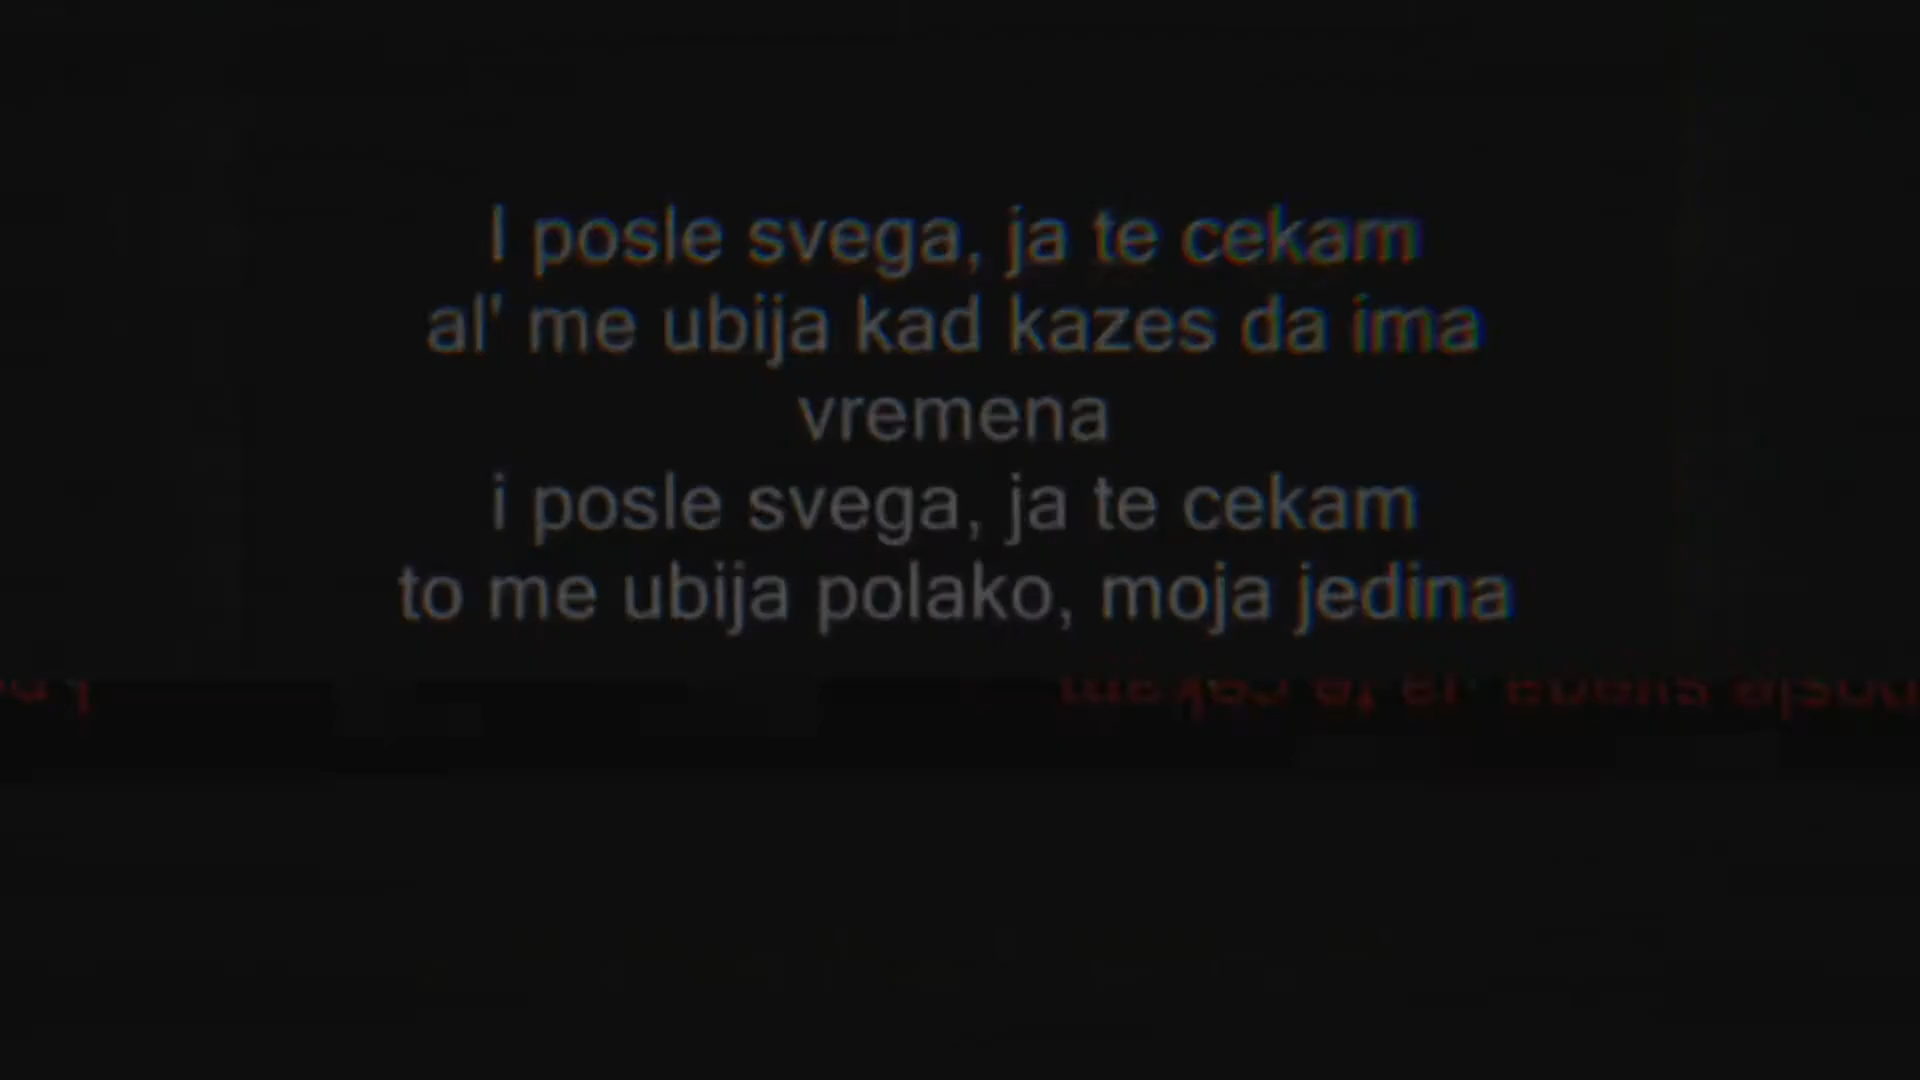 I posle svega, ja te cekam
al' me ubija kad kazes da ima
vremena
i posle svega, ja te cekam
to me ubija polako, moja jedina